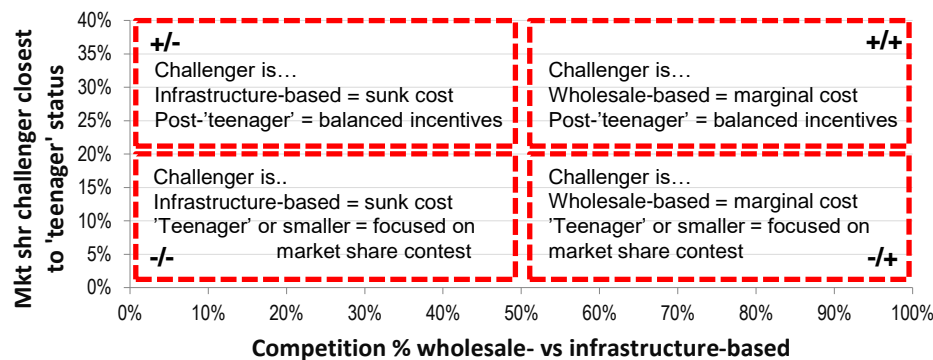 Mkt shr challenger closest
to 'teenager' status
40%
35%
30%
25%
20%
15%
10%
5%
0%
+/-
Challenger is…
Infrastructure-based = sunk cost
Post-'teenager' = balanced incentives
+/+
Challenger is…
Wholesale-based = marginal cost
Post-'teenager' = balanced incentives
Challenger is..
Infrastructure-based = sunk cost
'Teenager' or smaller = focused on
market share contest
-/-
Challenger is…
Wholesale-based = marginal cost
'Teenager' or smaller = focused on
market share contest
-/+
0% 10% 20% 30% 40% 50% 60% 70% 80% 90% 100%
Competition % wholesale- vs infrastructure-based